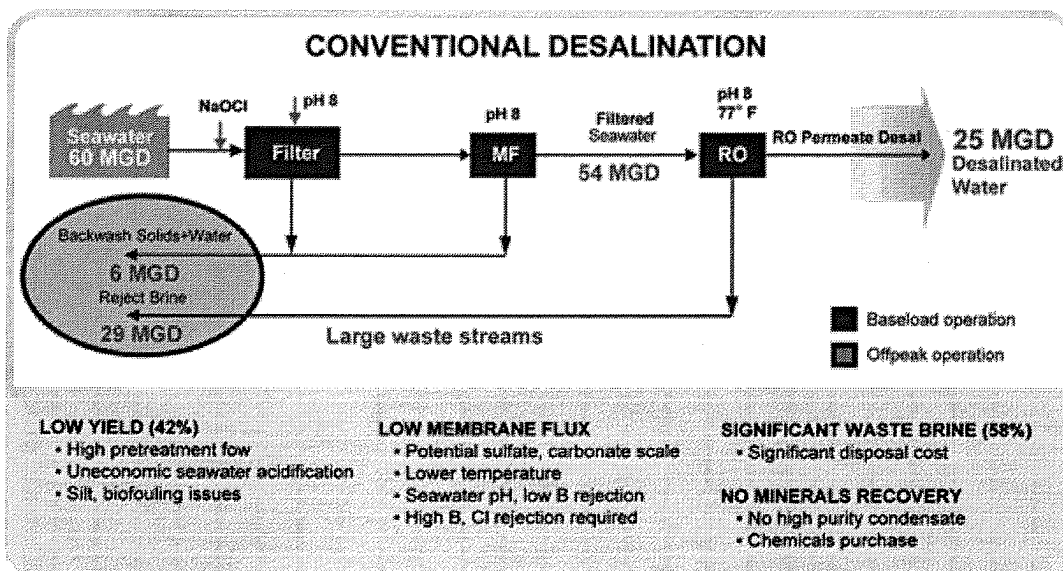 CONVENTIONAL DESALINATION
NaOCl
pH 8
pH 8
Filtered
Seawater
pH 8
77° F
Seawater
60 MGD
Filter
MF
54 MGD
RO
RO Permeate Desal
25 MGD
Desalinated
Water
Backwash Solids+Water
6 MGD
Reject Brine
29 MGD
Large waste streams
Baseload operation
Offpeak operation
LOW YIELD (42%)
• High pretreatment fow
• Uneconomic seawater acidification
• Silt, biofouling issues
LOW MEMBRANE FLUX
• Potential sulfate, carbonate scale
• Lower temperature
• Seawater pH, low B rejection
• High B, Cl rejection required
SIGNIFICANT WASTE BRINE (58%)
• Significant disposal cost
NO MINERALS RECOVERY
• No high purity condensate
• Chemicals purchase